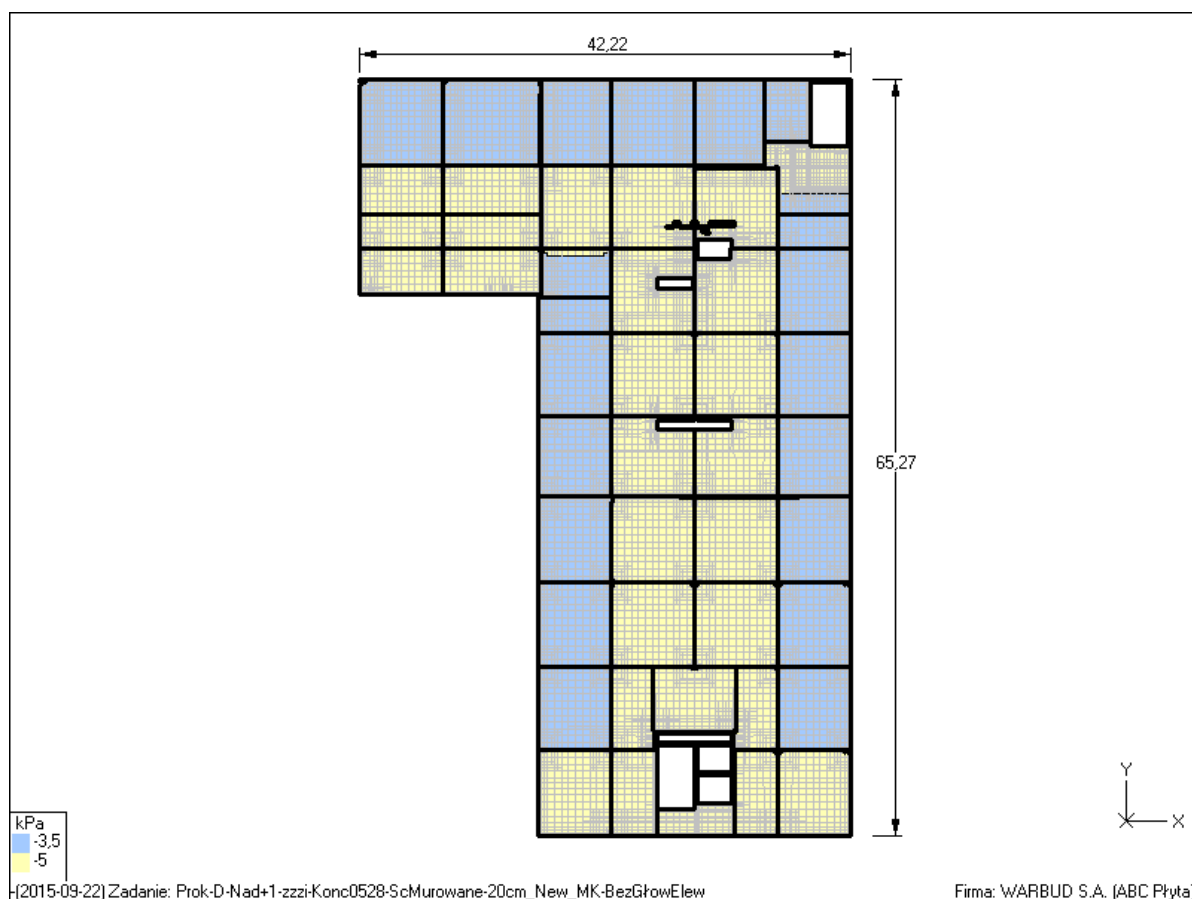 42,22
65,27
Y
X
kPa
-3,5
-5
-(2015-09-22) Zadanie: Prok-D-Nad+1-zzzi-Konc0528-ScMurowane-20cm_New_MK-BezGłowElew
Firma: WARBUD S.A. (ABC Płyta)